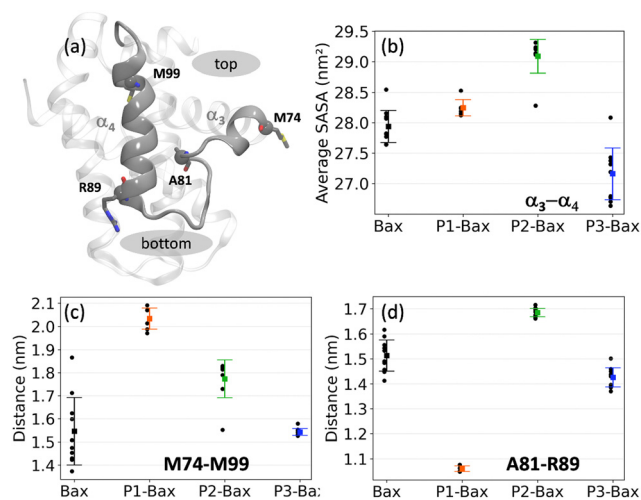 (a)
M99
top
α4
α3
M74
R89
A81
bottom
(b)
Average SASA (nm²)
29.5
29.0
28.5
28.0
27.5
27.0
α3–α4
Bax P1-Bax P2-Bax P3-Bax
(c)
Distance (nm)
2.1
2.0
1.9
1.8
1.7
1.6
1.5
1.4
M74-M99
Bax P1-Bax P2-Bax P3-Bax
(d)
Distance (nm)
1.7
1.6
1.5
1.4
1.3
1.2
1.1
A81-R89
Bax P1-Bax P2-Bax P3-Bax